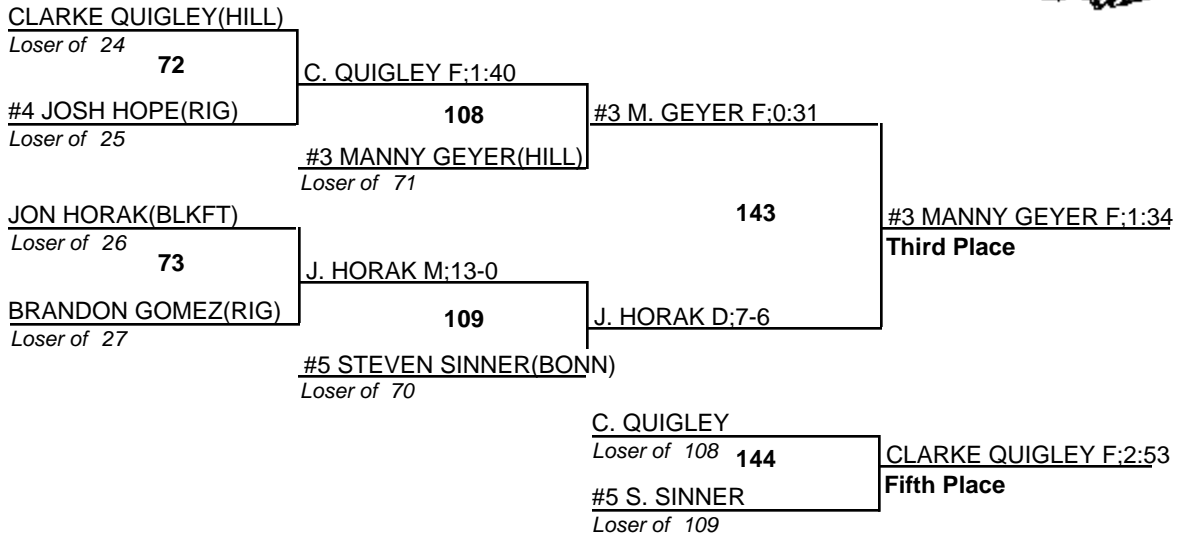 CLARKE QUIGLEY(HILL)
Loser of 24
72
C. QUIGLEY F;1:40
#4 JOSH HOPE(RIG)
Loser of 25
108
#3 M. GEYER F;0:31
#3 MANNY GEYER(HILL)
Loser of 71
JON HORAK(BLKFT)
Loser of 26
73
143
#3 MANNY GEYER F;1:34
Third Place
J. HORAK M;13-0
BRANDON GOMEZ(RIG)
Loser of 27
109
J. HORAK D;7-6
#5 STEVEN SINNER(BONN)
Loser of 70
C. QUIGLEY
Loser of 108
144
CLARKE QUIGLEY F;2:53
Fifth Place
#5 S. SINNER
Loser of 109